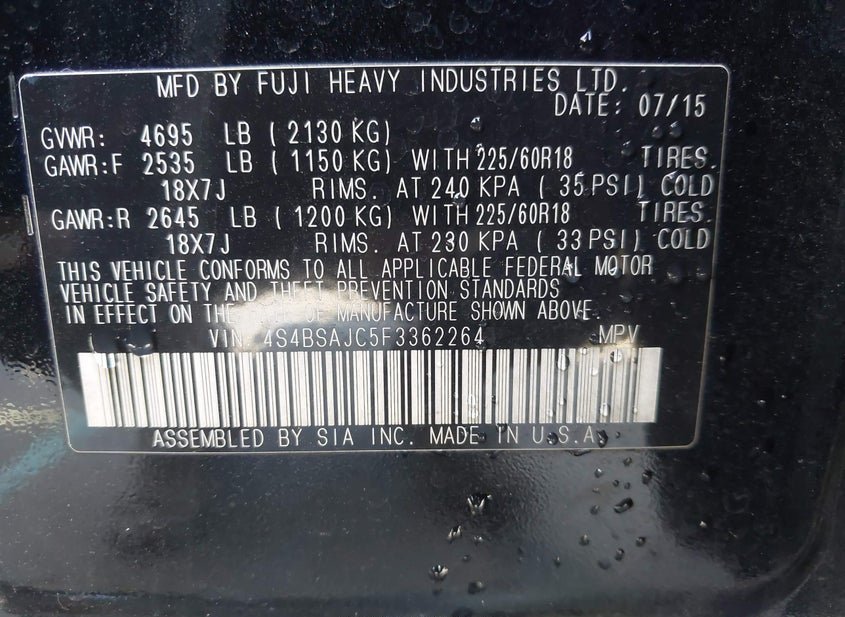 MFD BY FUJI HEAVY INDUSTRIES LTD.
DATE: 07/15
GVWR: 4695 LB (2130 KG)
GAWR:F 2535 LB (1150 KG) WITH 225/60R18 TIRES.
18X7J RIMS. AT 240 KPA (35 PSI) COLD
GAWR:R 2645 LB (1200 KG) WITH 225/60R18 TIRES.
18X7J RIMS. AT 230 KPA (33 PSI) COLD
THIS VEHICLE CONFORMS TO ALL APPLICABLE FEDERAL MOTOR
VEHICLE SAFETY AND THEFT PREVENTION STANDARDS
IN EFFECT ON THE DATE OF MANUFACTURE SHOWN ABOVE.
VIN 4S4BSAJC5F3362264 MPV
ASSEMBLED BY SIA INC. MADE IN U.S.A.